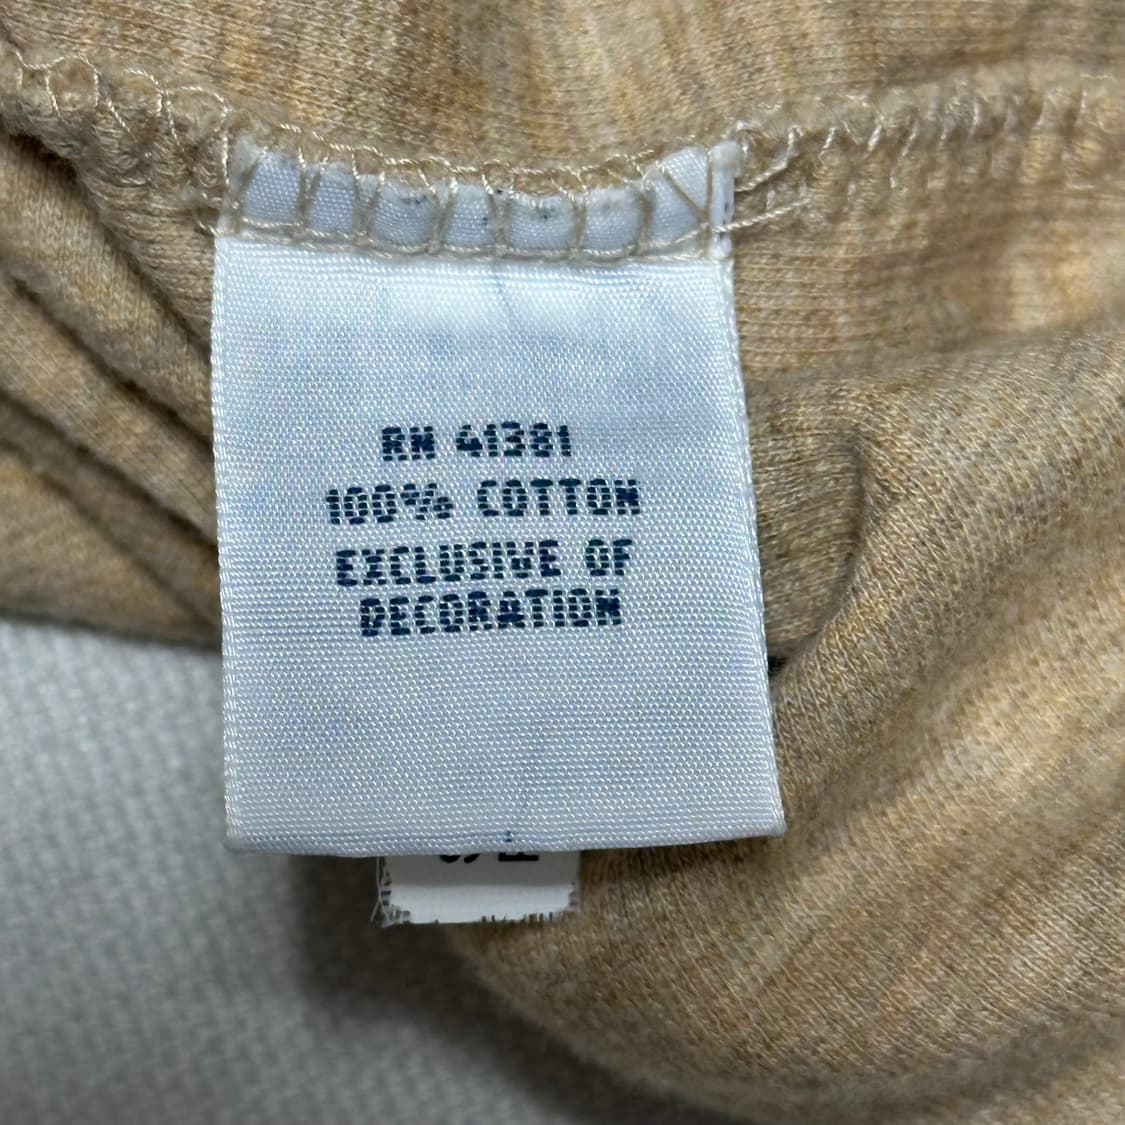 RN 41381
100% COTTON
EXCLUSIVE OF
DECORATION